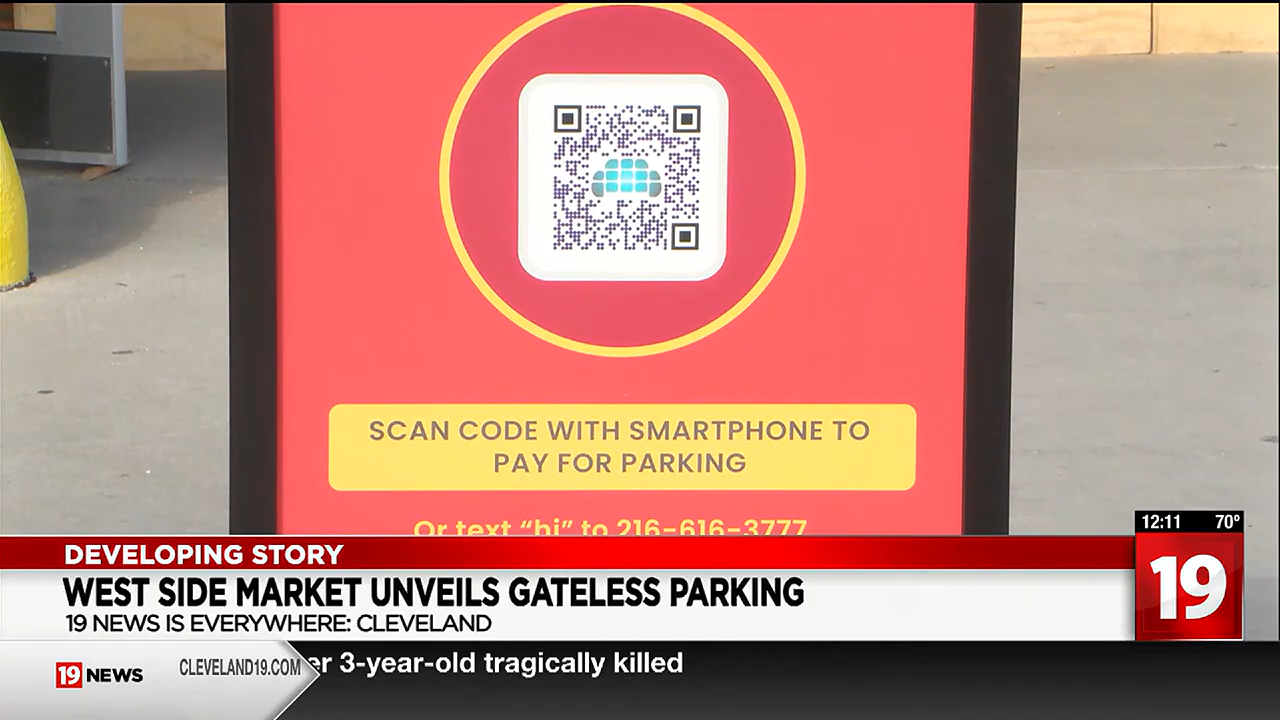 SCAN CODE WITH SMARTPHONE TO
PAY FOR PARKING
Or text “hi” to 216-616-3777
12:11 70°
DEVELOPING STORY
WEST SIDE MARKET UNVEILS GATELESS PARKING
19 NEWS IS EVERYWHERE: CLEVELAND
19
19 NEWS
CLEVELAND19.COM
er 3-year-old tragically killed